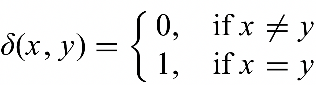 δ(x, y) = { 0, if x ≠ y
1, if x = y